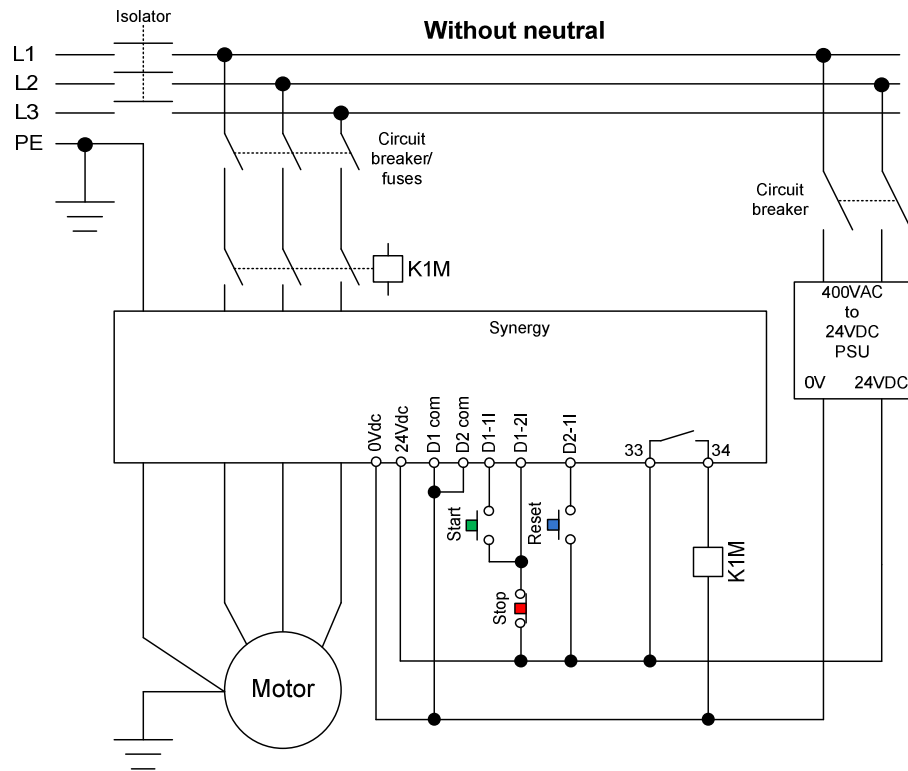 Isolator
Without neutral
L1
L2
L3
PE
Circuit
breaker/
fuses
Circuit
breaker
K1M
400VAC
to
24VDC
PSU
0V 24VDC
Synergy
0Vdc
24Vdc
D1 com
D2 com
D1-1I
D1-2I
D2-1I
33
34
Start
Reset
Stop
K1M
Motor